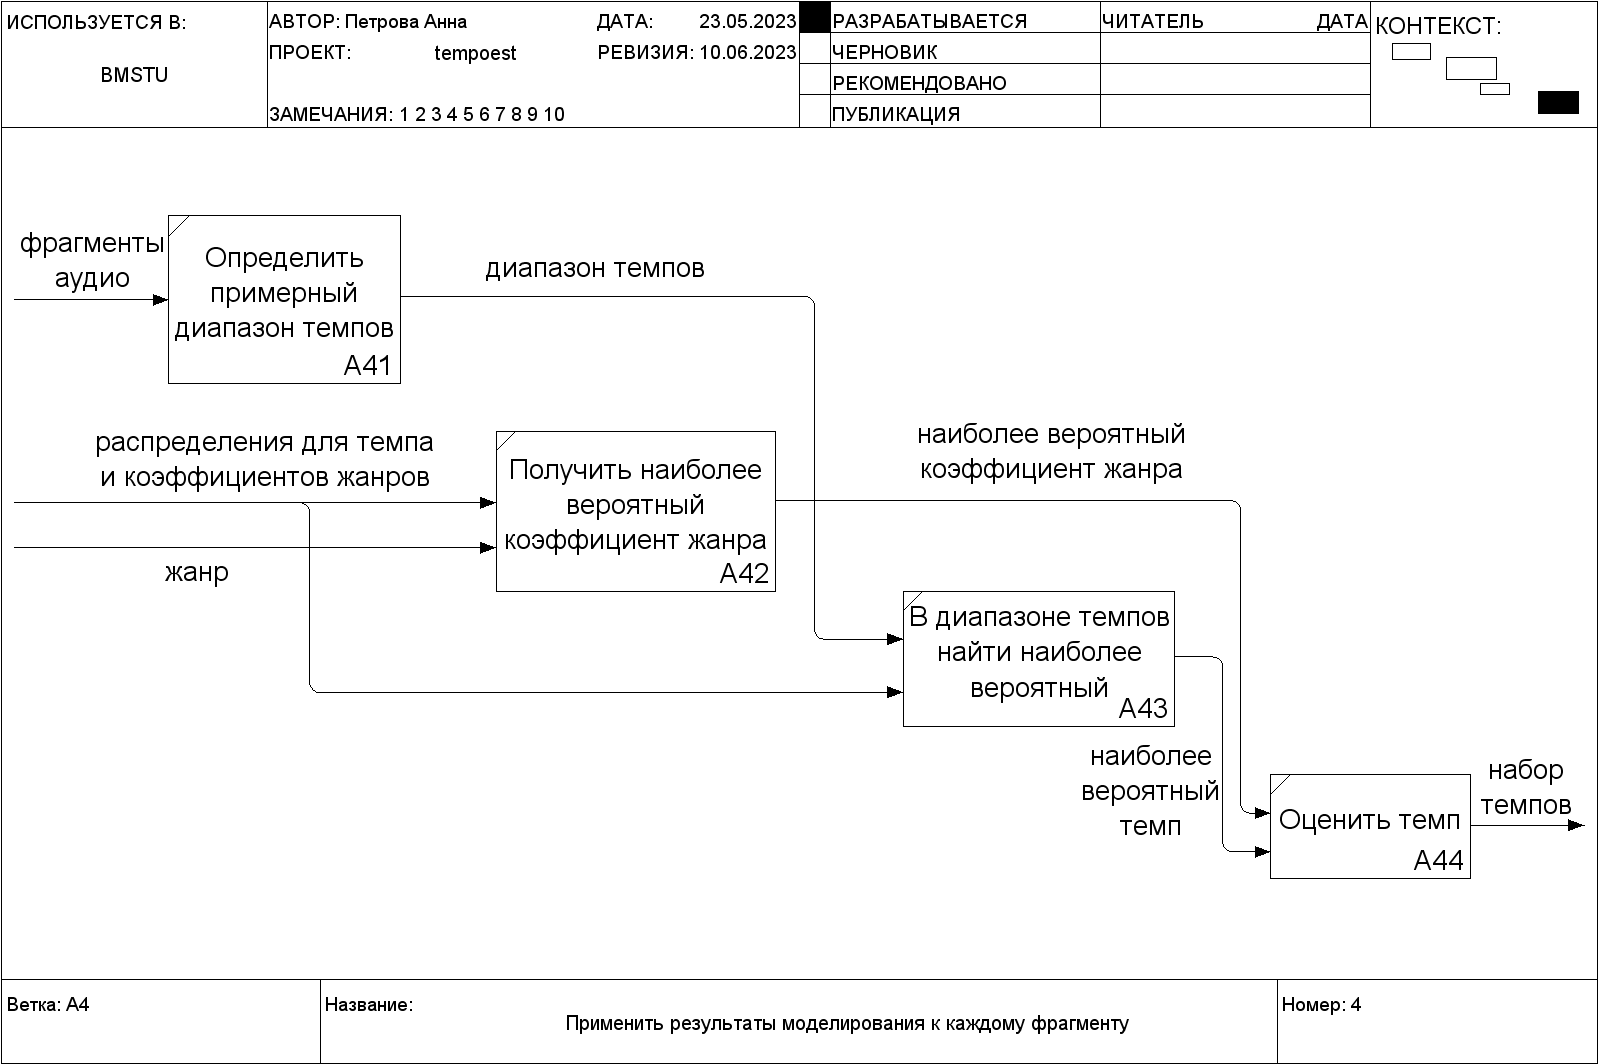 ИСПОЛЬЗУЕТСЯ В:
BMSTU
АВТОР: Петрова Анна
ДАТА: 23.05.2023
ПРОЕКТ: tempoest
РЕВИЗИЯ: 10.06.2023
ЗАМЕЧАНИЯ: 1 2 3 4 5 6 7 8 9 10
РАЗРАБАТЫВАЕТСЯ
ЧЕРНОВИК
РЕКОМЕНДОВАНО
ПУБЛИКАЦИЯ
ЧИТАТЕЛЬ
ДАТА
КОНТЕКСТ:
фрагменты
аудио
Определить
примерный
диапазон темпов
A41
диапазон темпов
распределения для темпа
и коэффициентов жанров
жанр
Получить наиболее
вероятный
коэффициент жанра
A42
наиболее вероятный
коэффициент жанра
В диапазоне темпов
найти наиболее
вероятный
A43
наиболее
вероятный
темп
Оценить темп
A44
набор
темпов
Ветка: A4
Название:
Применить результаты моделирования к каждому фрагменту
Номер: 4